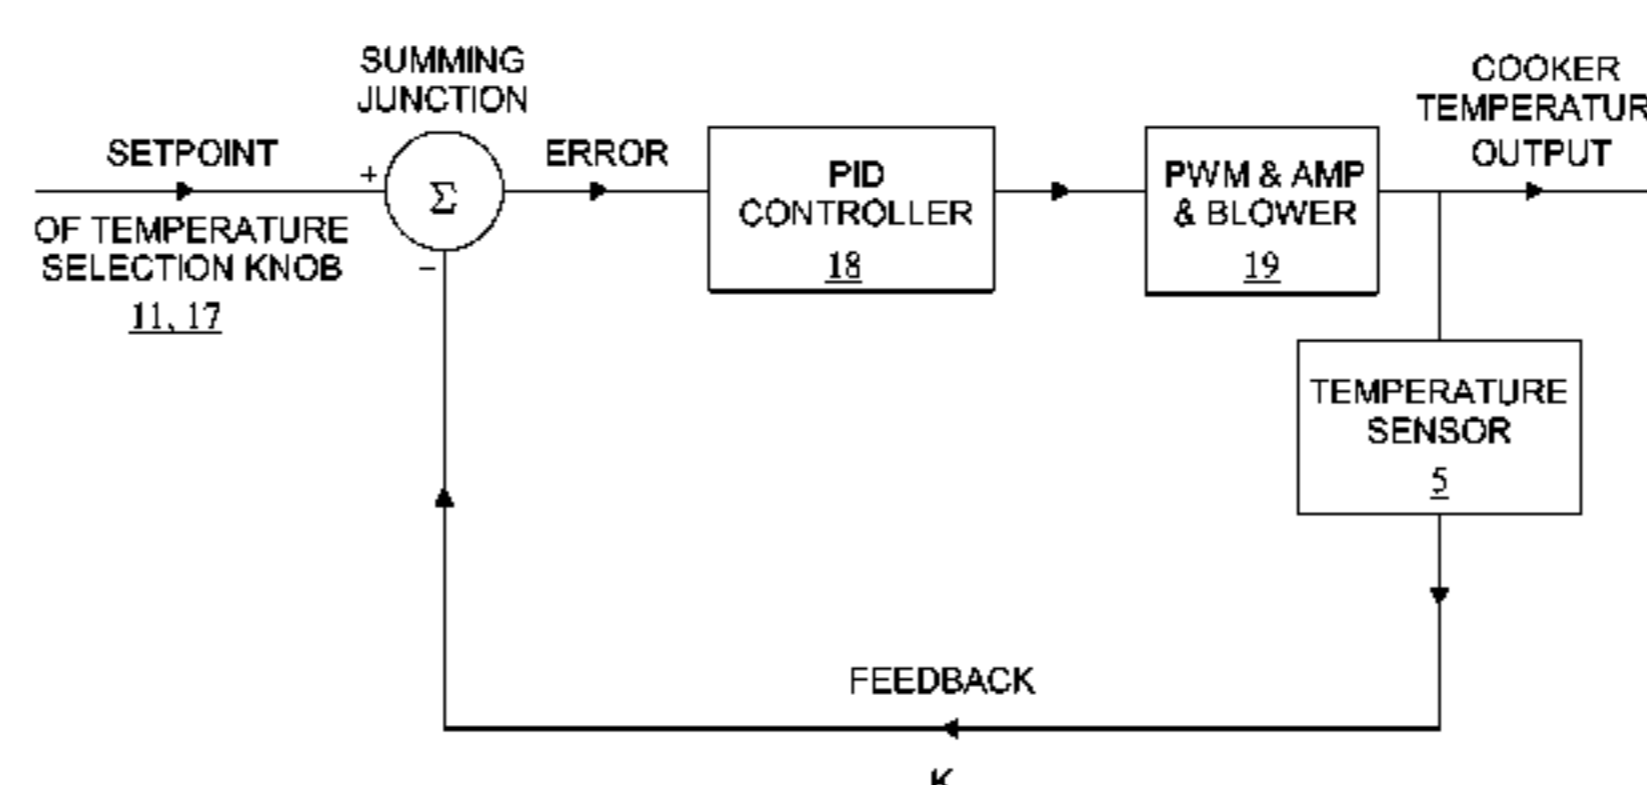 SUMMING
JUNCTION
SETPOINT
+
Σ
−
OF TEMPERATURE
SELECTION KNOB
11, 17
ERROR
PID
CONTROLLER
18
PWM & AMP
& BLOWER
19
COOKER
TEMPERATUR
OUTPUT
TEMPERATURE
SENSOR
5
FEEDBACK
K